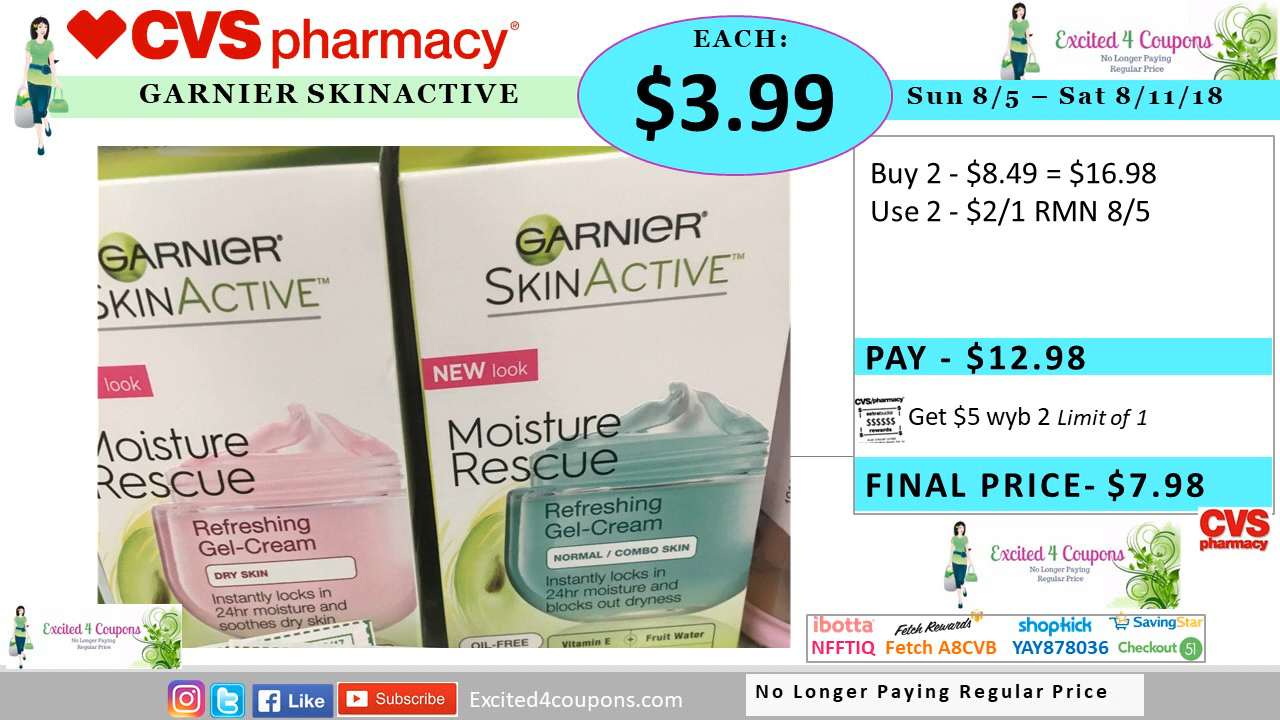 CVS pharmacy®
GARNIER SKINACTIVE
EACH:
$3.99
Excited 4 Coupons
No Longer Paying
Regular Price
Sun 8/5 – Sat 8/11/18
GARNIER®
SKINACTIVE™
look
Moisture
Rescue
Refreshing
Gel-Cream
DRY SKIN
Instantly locks in
24hr moisture and
soothes dry skin
GARNIER®
SKINACTIVE™
NEW look
Moisture
Rescue
Refreshing
Gel-Cream
NORMAL / COMBO SKIN
Instantly locks in
24hr moisture and
blocks out dryness
OIL-FREE
Vitamin E + Fruit Water
Buy 2 - $8.49 = $16.98
Use 2 - $2/1 RMN 8/5
PAY - $12.98
CVS/pharmacy
extrabucks
$$$$$$
rewards
Get $5 wyb 2 Limit of 1
FINAL PRICE- $7.98
CVS
pharmacy
Excited 4 Coupons
No Longer Paying
Regular Price
Excited 4 Coupons
No Longer Paying
Regular Price
ibotta Fetch Rewards shopkick SavingStar
NFFTIQ Fetch A8CVB YAY878036 Checkout 51
Like
Subscribe
Excited4coupons.com
No Longer Paying Regular Price